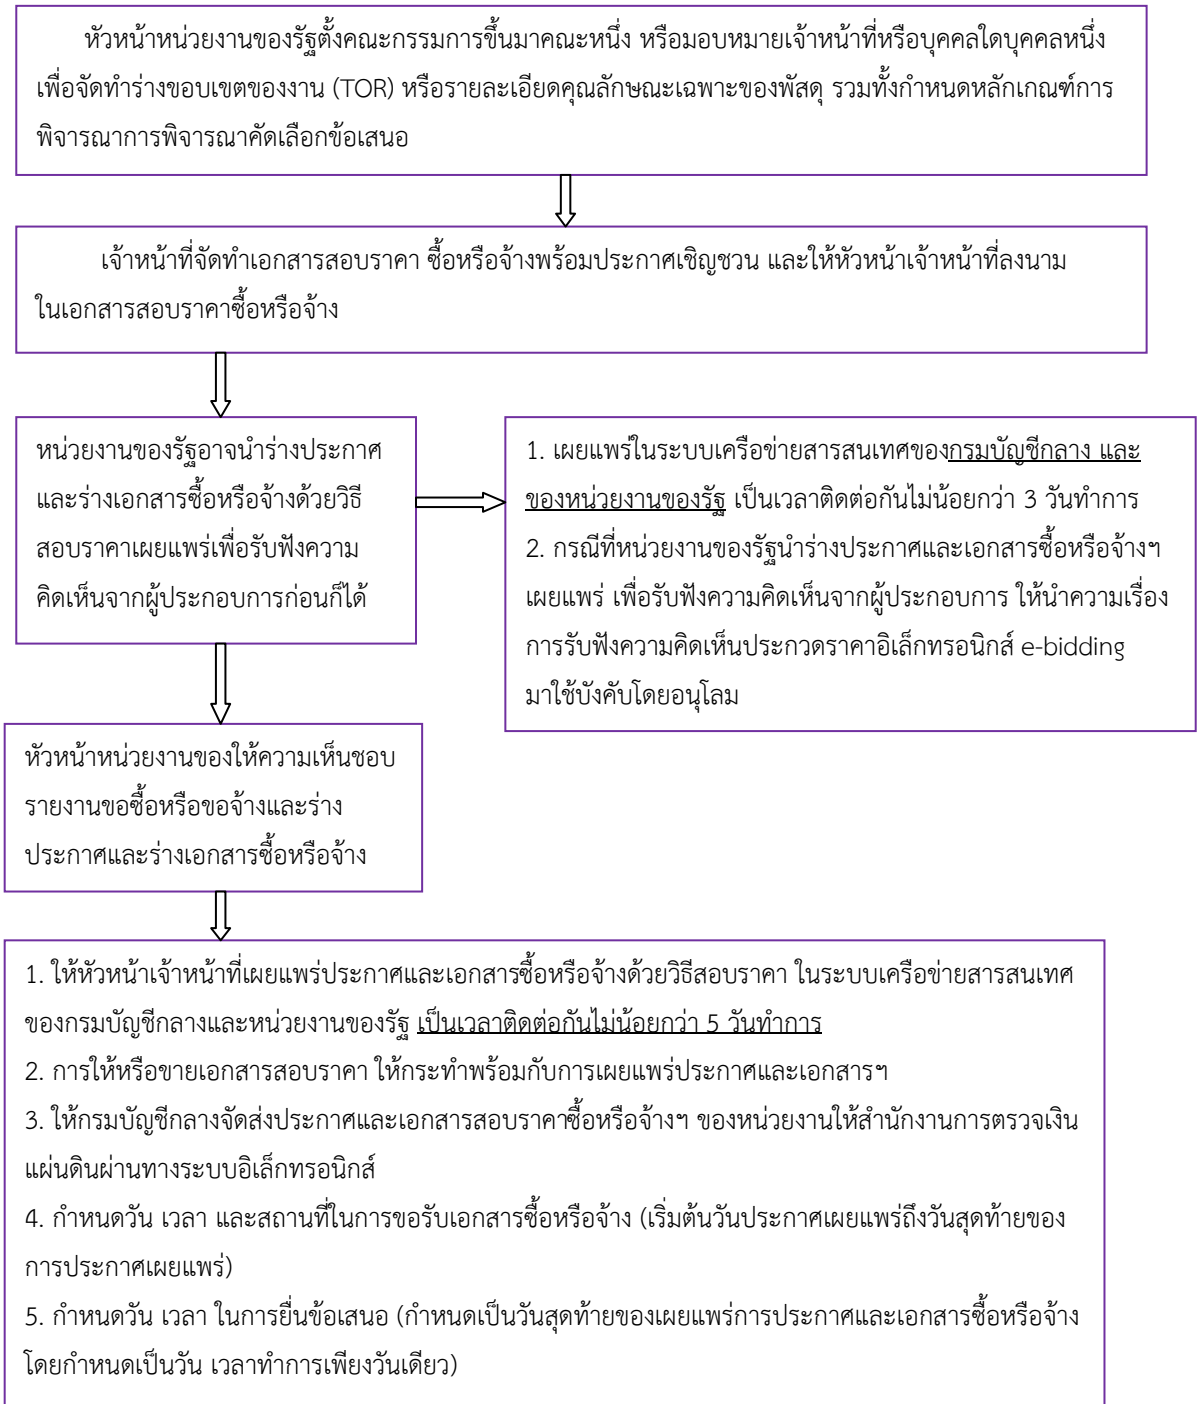 หัวหน้าหน่วยงานของรัฐตั้งคณะกรรมการขึ้นมาคณะหนึ่ง หรือมอบหมายเจ้าหน้าที่หรือบุคคลใดบุคคลหนึ่ง
เพื่อจัดทำร่างขอบเขตของงาน (TOR) หรือรายละเอียดคุณลักษณะเฉพาะของพัสดุ รวมทั้งกำหนดหลักเกณฑ์การ
พิจารณาการพิจารณาคัดเลือกข้อเสนอ
เจ้าหน้าที่จัดทำเอกสารสอบราคา ซื้อหรือจ้างพร้อมประกาศเชิญชวน และให้หัวหน้าเจ้าหน้าที่ลงนาม
ในเอกสารสอบราคาซื้อหรือจ้าง
หน่วยงานของรัฐอาจนำร่างประกาศ
และร่างเอกสารซื้อหรือจ้างด้วยวิธี
สอบราคาเผยแพร่เพื่อรับฟังความ
คิดเห็นจากผู้ประกอบการก่อนก็ได้
1. เผยแพร่ในระบบเครือข่ายสารสนเทศของกรมบัญชีกลาง และ
ของหน่วยงานของรัฐ เป็นเวลาติดต่อกันไม่น้อยกว่า 3 วันทำการ
2. กรณีที่หน่วยงานของรัฐนำร่างประกาศและเอกสารซื้อหรือจ้างฯ
เผยแพร่ เพื่อรับฟังความคิดเห็นจากผู้ประกอบการ ให้นำความเรื่อง
การรับฟังความคิดเห็นประกวดราคาอิเล็กทรอนิกส์ e-bidding
มาใช้บังคับโดยอนุโลม
หัวหน้าหน่วยงานของให้ความเห็นชอบ
รายงานขอซื้อหรือขอจ้างและร่าง
ประกาศและร่างเอกสารซื้อหรือจ้าง
1. ให้หัวหน้าเจ้าหน้าที่เผยแพร่ประกาศและเอกสารซื้อหรือจ้างด้วยวิธีสอบราคา ในระบบเครือข่ายสารสนเทศ
ของกรมบัญชีกลางและหน่วยงานของรัฐ เป็นเวลาติดต่อกันไม่น้อยกว่า 5 วันทำการ
2. การให้หรือขายเอกสารสอบราคา ให้กระทำพร้อมกับการเผยแพร่ประกาศและเอกสารฯ
3. ให้กรมบัญชีกลางจัดส่งประกาศและเอกสารสอบราคาซื้อหรือจ้างฯ ของหน่วยงานให้สำนักงานการตรวจเงิน
แผ่นดินผ่านทางระบบอิเล็กทรอนิกส์
4. กำหนดวัน เวลา และสถานที่ในการขอรับเอกสารซื้อหรือจ้าง (เริ่มต้นวันประกาศเผยแพร่ถึงวันสุดท้ายของ
การประกาศเผยแพร่)
5. กำหนดวัน เวลา ในการยื่นข้อเสนอ (กำหนดเป็นวันสุดท้ายของเผยแพร่การประกาศและเอกสารซื้อหรือจ้าง
โดยกำหนดเป็นวัน เวลาทำการเพียงวันเดียว)